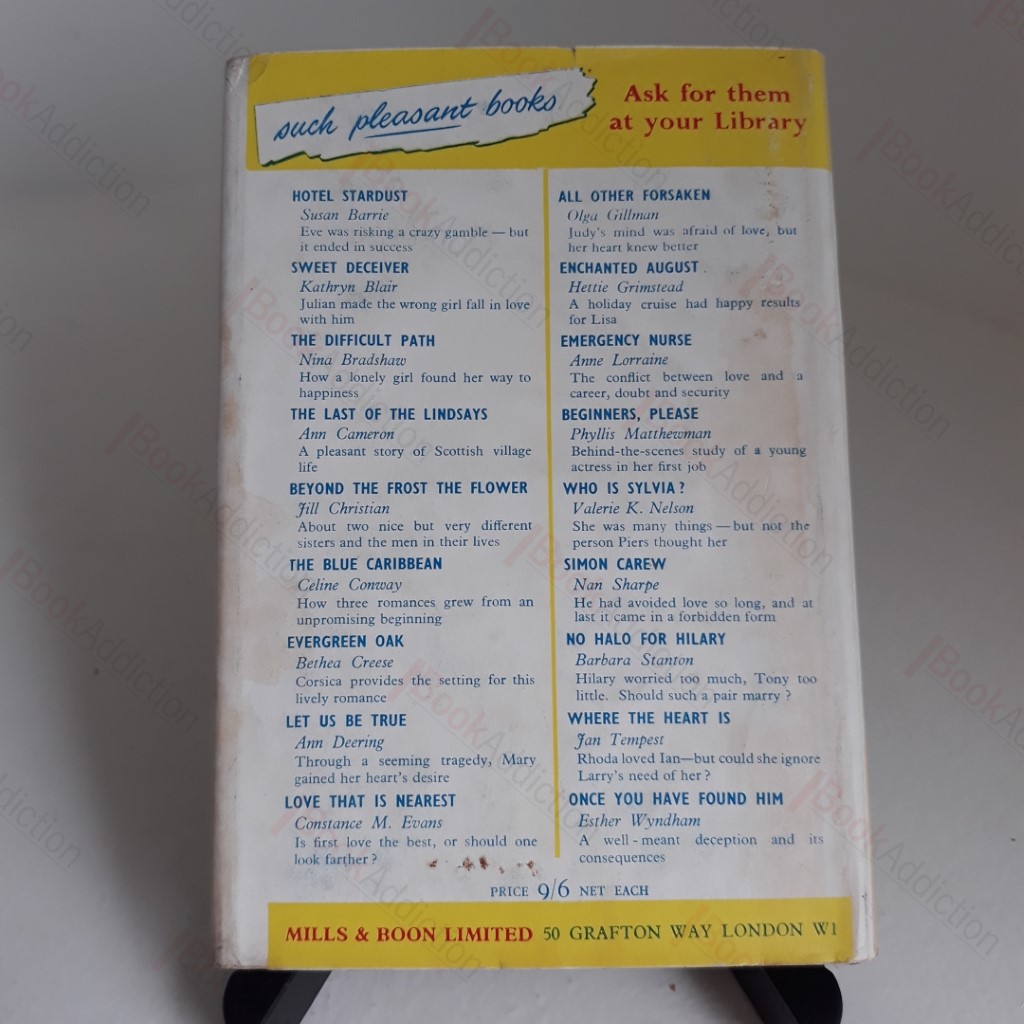 such pleasant books
Ask for them
at your Library
HOTEL STARDUST
Susan Barrie
Eve was risking a crazy gamble — but
it ended in success
SWEET DECEIVER
Kathryn Blair
Julian made the wrong girl fall in love
with him
THE DIFFICULT PATH
Nina Bradshaw
How a lonely girl found her way to
happiness
THE LAST OF THE LINDSAYS
Ann Cameron
A pleasant story of Scottish village
life
BEYOND THE FROST THE FLOWER
Jill Christian
About two nice but very different
sisters and the men in their lives
THE BLUE CARIBBEAN
Celine Conway
How three romances grew from an
unpromising beginning
EVERGREEN OAK
Bethea Creese
Corsica provides the setting for this
lively romance
LET US BE TRUE
Ann Deering
Through a seeming tragedy, Mary
gained her heart's desire
LOVE THAT IS NEAREST
Constance M. Evans
Is first love the best, or should one
look farther?
ALL OTHER FORSAKEN
Olga Gillman
Judy's mind was afraid of love, but
her heart knew better
ENCHANTED AUGUST
Hettie Grimstead
A holiday cruise had happy results
for Lisa
EMERGENCY NURSE
Anne Lorraine
The conflict between love and a
career, doubt and security
BEGINNERS, PLEASE
Phyllis Matthewman
Behind-the-scenes study of a young
actress in her first job
WHO IS SYLVIA?
Valerie K. Nelson
She was many things — but not the
person Piers thought her
SIMON CAREW
Nan Sharpe
He had avoided love so long, and at
last it came in a forbidden form
NO HALO FOR HILARY
Barbara Stanton
Hilary worried too much, Tony too
little. Should such a pair marry?
WHERE THE HEART IS
Jan Tempest
Rhoda loved Ian—but could she ignore
Larry's need of her?
ONCE YOU HAVE FOUND HIM
Esther Wyndham
A well-meant deception and its
consequences
PRICE 9/6 NET EACH
MILLS & BOON LIMITED 50 GRAFTON WAY LONDON W1
BookAddiction